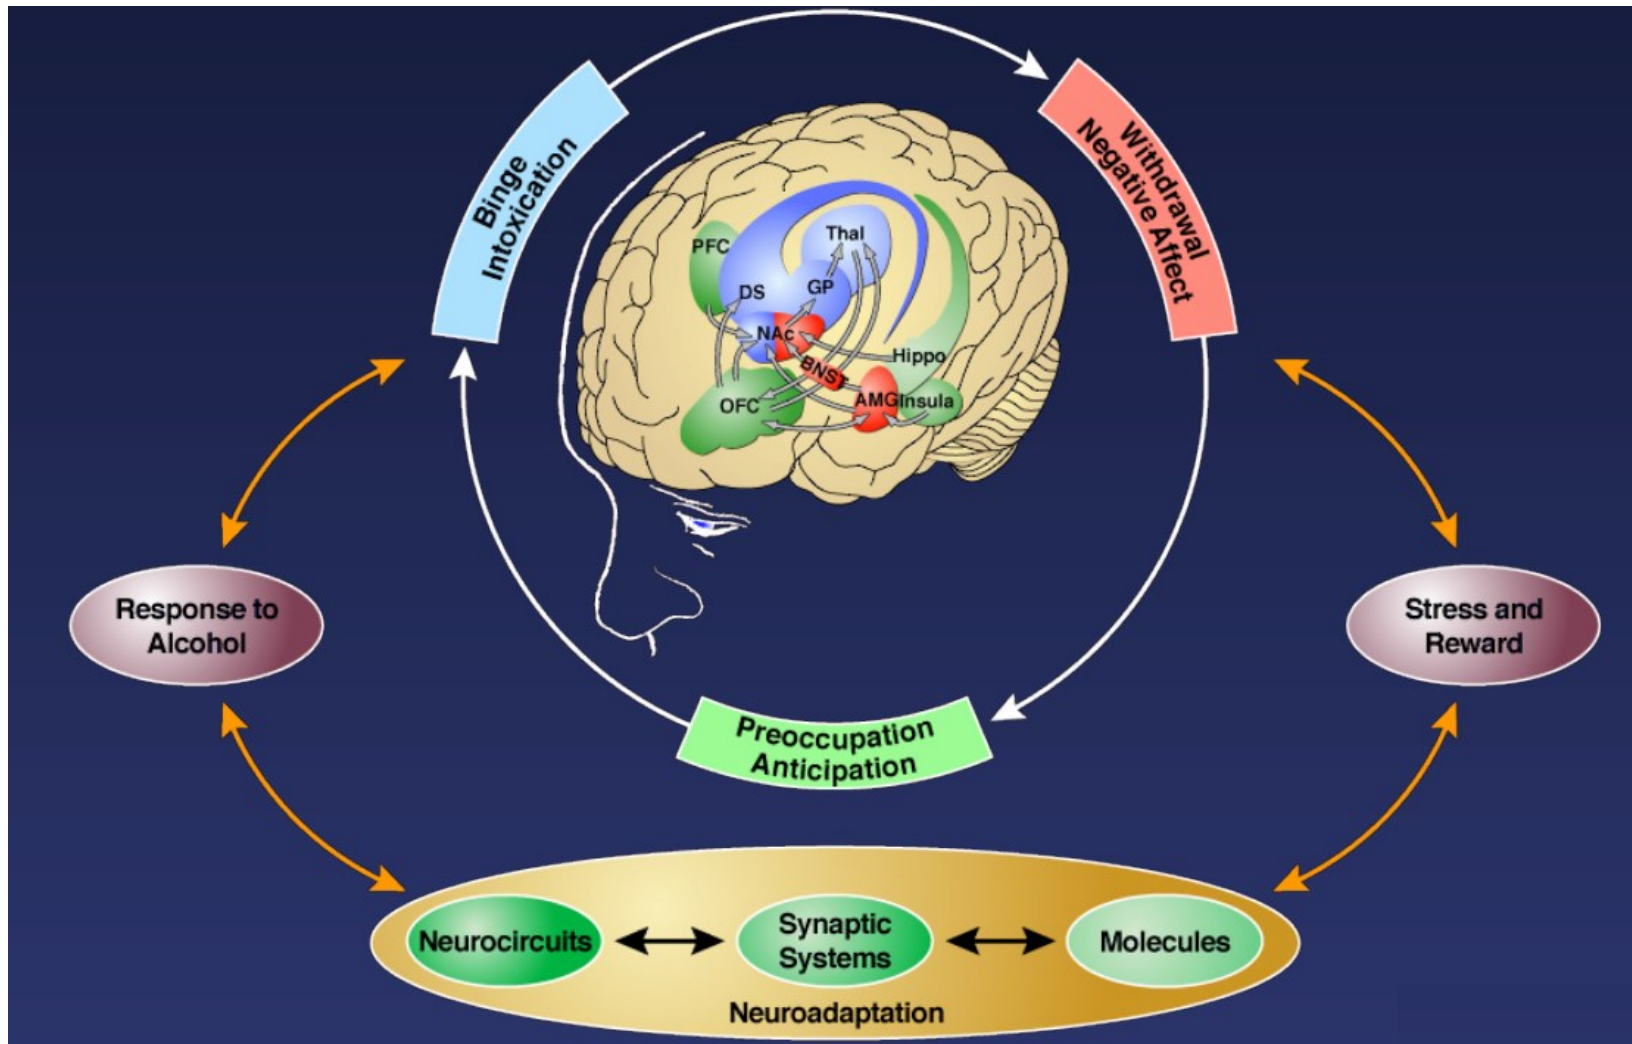 Binge
Intoxication
Withdrawal
Negative Affect
PFC
Thal
DS
GP
NAc
BNST
Hippo
OFC
AMG
Insula
Response to
Alcohol
Stress and
Reward
Preoccupation
Anticipation
Neurocircuits
Synaptic
Systems
Molecules
Neuroadaptation